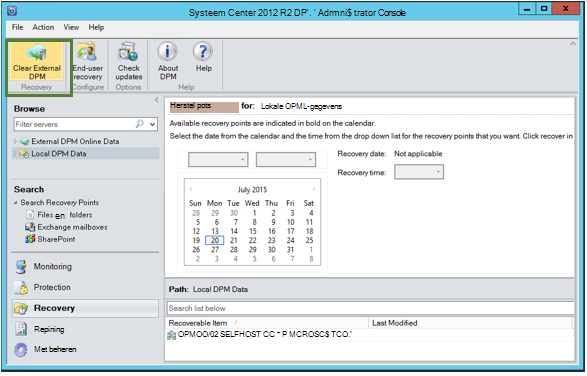 Systeem Center 2012 R2 DP'. ' Adrmni$ trator Console
File Action View Help
Clear External DPM
End-user recovery
Check updates
About DPM
Help
Recovery
Configure
Options
Help
Browse
Filter servers
External DPM Online Data
Local DPM Data
Search
Search Recovery Points
Files en folders
Exchange mailboxes
SharePoint
Monitoring
Protection
Recovery
Repining
Met beheren
Herstel pots for: Lokale OPML-gegevens
Available recovery points are indicated in bold on the calendar.
Select the date from the calendar and the time from the drop down list for the recovery points that you want. Click recover in
Recovery date: Not applicable
Recovery time:
July 2015
Sun Mon Tue Wed Thu Fri Sat
28 29 30 1 2 3 4
5 6 7 8 9 10 11
12 13 14 15 16 17 18
19 20 21 22 23 24 25
26 27 28 29 30 31 1
2 3 4 5 6 7 8
Path: Local DPM Data
Search list below
Recoverable Item / Last Modified
OPMOO/02 SELFHOST CC * P MCROSC$ TCO.'